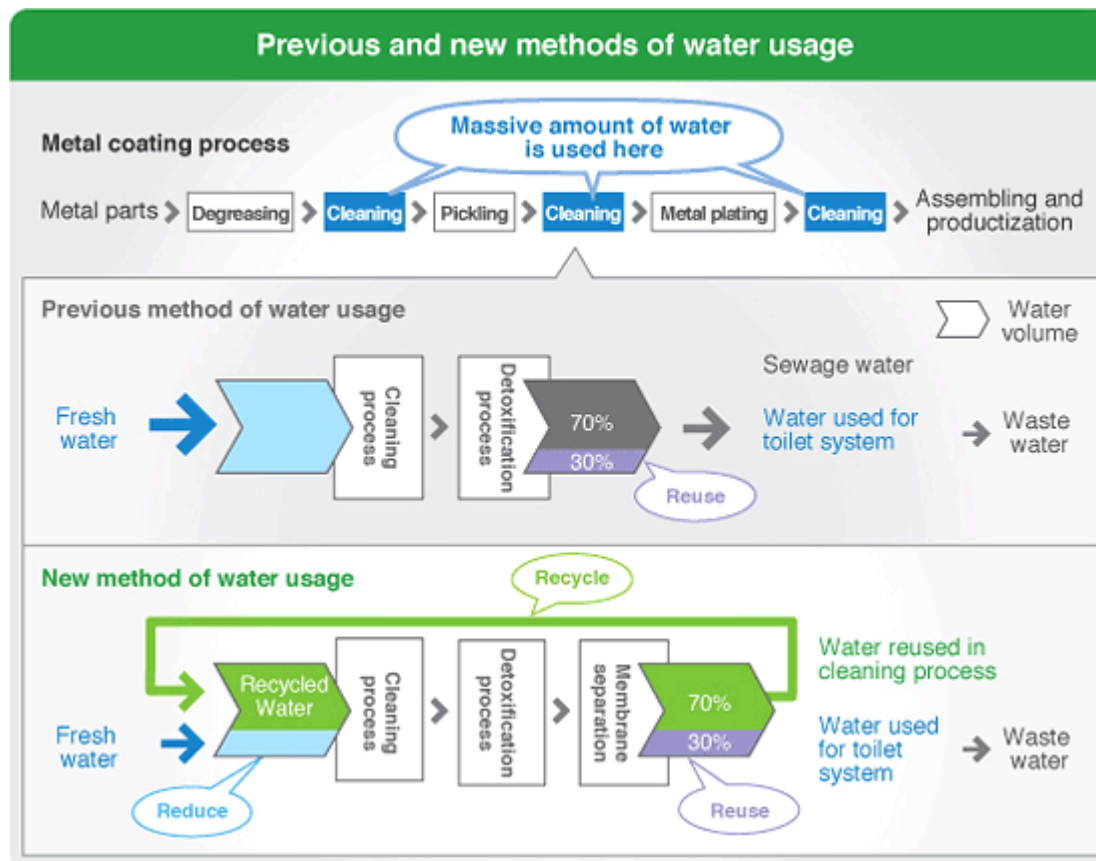 Previous and new methods of water usage
Massive amount of water
is used here
Metal coating process
Metal parts
Degreasing
Cleaning
Pickling
Cleaning
Metal plating
Cleaning
Assembling and
productization
Previous method of water usage
Water
volume
Fresh
water
Cleaning
process
Detoxification
process
70%
30%
Reuse
Sewage water
Water used for
toilet system
Waste
water
New method of water usage
Recycle
Fresh
water
Recycled
Water
Reduce
Cleaning
process
Detoxification
process
Membrane
separation
70%
30%
Reuse
Water reused in
cleaning process
Water used
for toilet
system
Waste
water